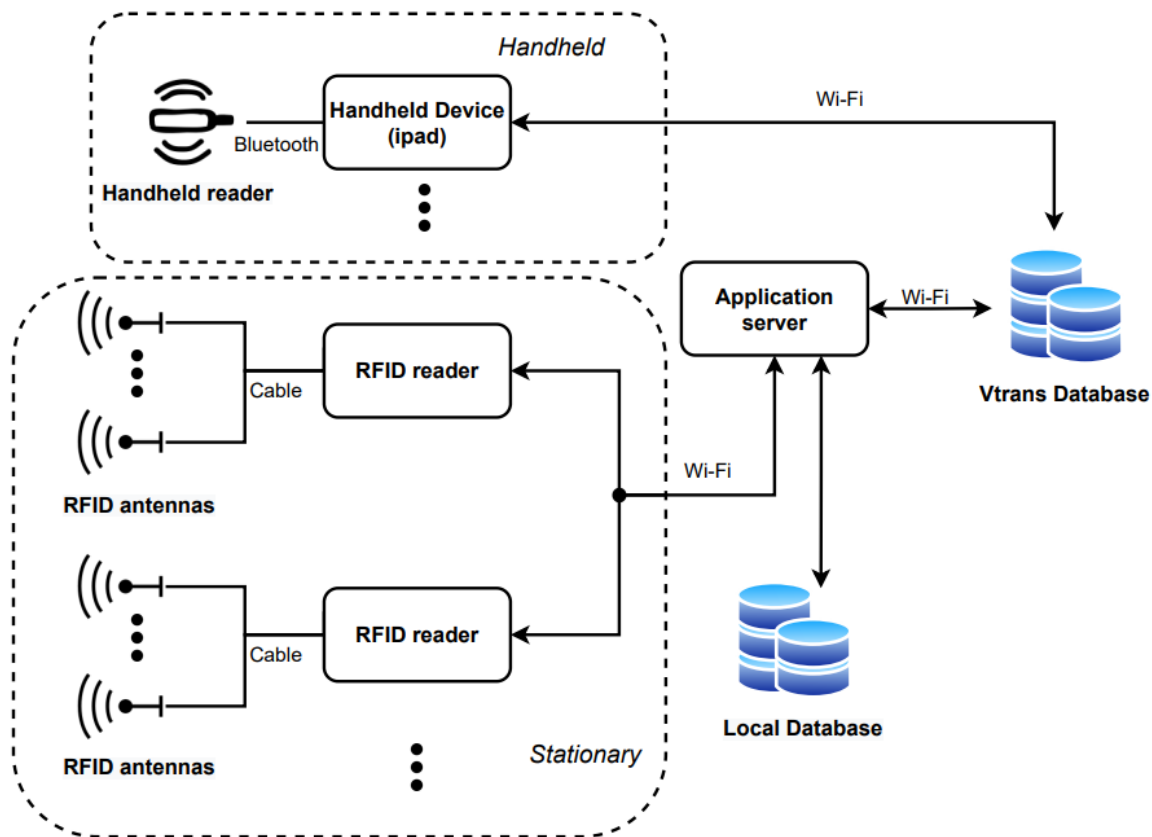 Handheld
Handheld Device
(ipad)
Bluetooth
Handheld reader
Wi-Fi
Application
server
Wi-Fi
Vtrans Database
RFID reader
Cable
RFID antennas
Wi-Fi
RFID reader
Cable
RFID antennas
Stationary
Local Database